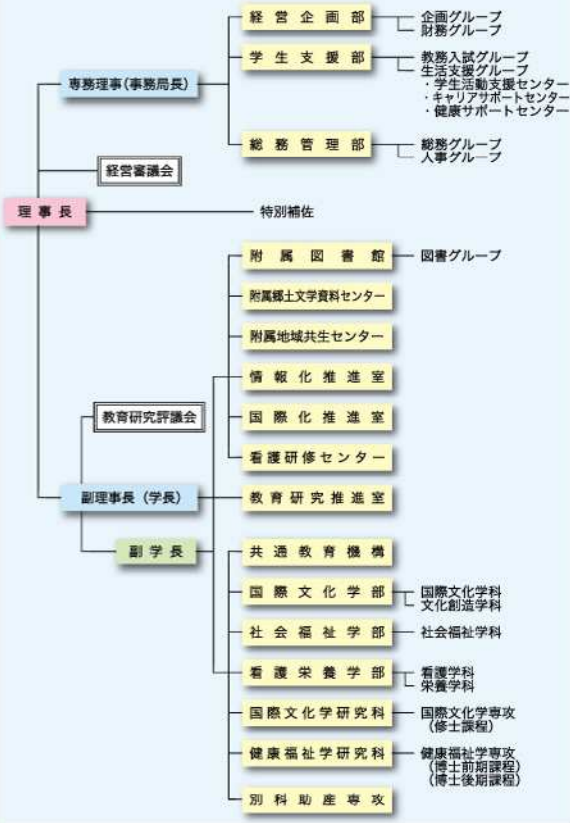 経営企画部
企画グループ
財務グループ
学生支援部
教務入試グループ
生活支援グループ
・学生活動支援センター
・キャリアサポートセンター
・健康サポートセンター
専務理事(事務局長)
総務管理部
総務グループ
人事グループ
経営審議会
理事長
特別補佐
附属図書館
図書グループ
附属郷土文学資料センター
附属地域共生センター
情報化推進室
教育研究評議会
国際化推進室
看護研修センター
副理事長(学長)
教育研究推進室
副学長
共通教育機構
国際文化学部
国際文化学科
文化創造学科
社会福祉学部
社会福祉学科
看護栄養学部
看護学科
栄養学科
国際文化学研究科
国際文化学専攻
(修士課程)
健康福祉学研究科
健康福祉学専攻
(博士前期課程)
(博士後期課程)
別科助産専攻